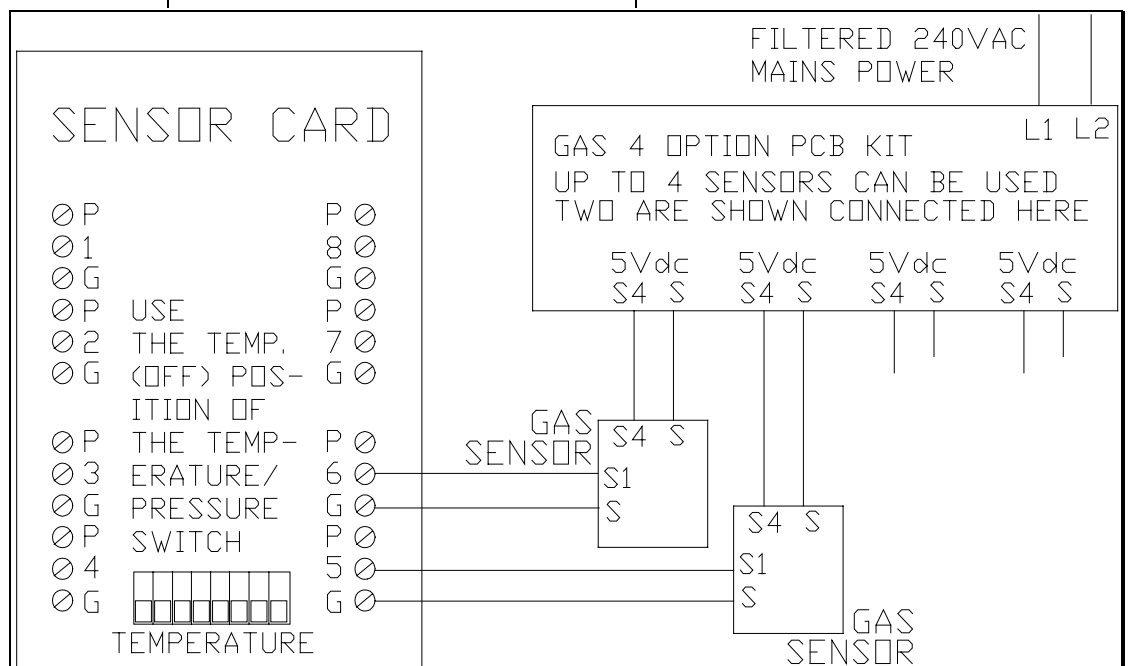 FILTERED 240VAC
MAINS POWER
L1 L2
SENSOR CARD
GAS 4 OPTION PCB KIT
UP TO 4 SENSORS CAN BE USED
TWO ARE SHOWN CONNECTED HERE
5Vdc 5Vdc 5Vdc 5Vdc
S4 S S4 S S4 S S4 S
P P
1 8
G G
P USE P
2 THE TEMP. 7
G (OFF) POS- G
ITION OF
P THE TEMP- P
3 ERATURE/ 6
G PRESSURE G
P SWITCH P
4 5
G G
TEMPERATURE
GAS
SENSOR
S4 S
S1
S
S4 S
S1
S
GAS
SENSOR